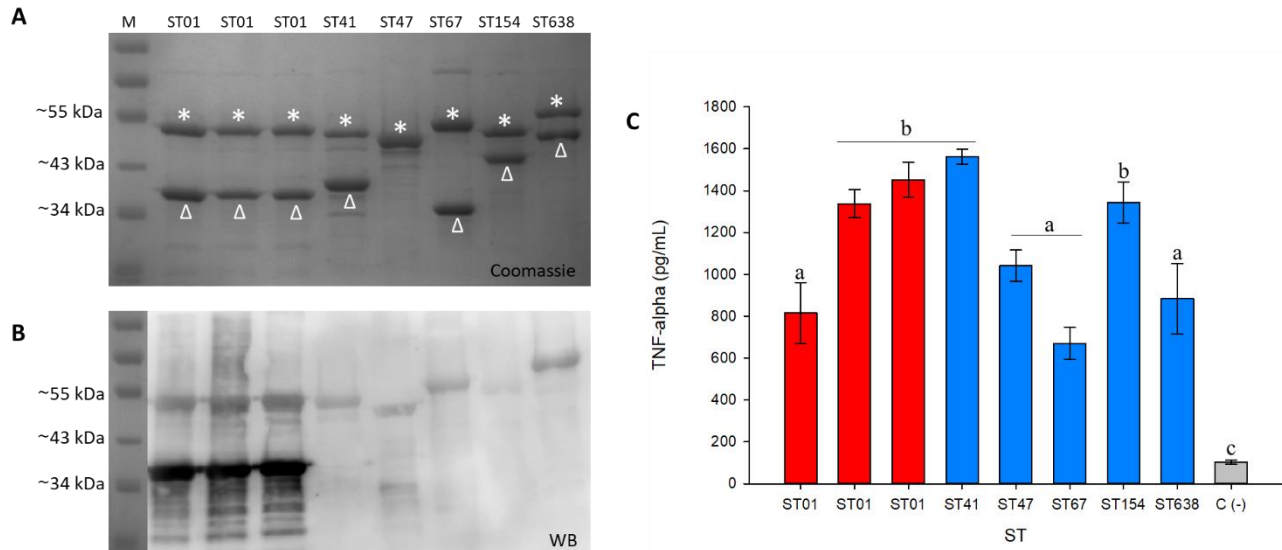 A
M ST01 ST01 ST01 ST41 ST47 ST67 ST154 ST638
~55 kDa
~43 kDa
~34 kDa
* * * * * * * *
Δ Δ Δ Δ Δ Δ Δ
Coomassie
B
~55 kDa
~43 kDa
~34 kDa
WB
C
TNF-alpha (pg/mL)
1800
1600
1400
1200
1000
800
600
400
200
0
a
b
a
b
a
c
ST01 ST01 ST01 ST41 ST47 ST67 ST154 ST638 C (-)
ST